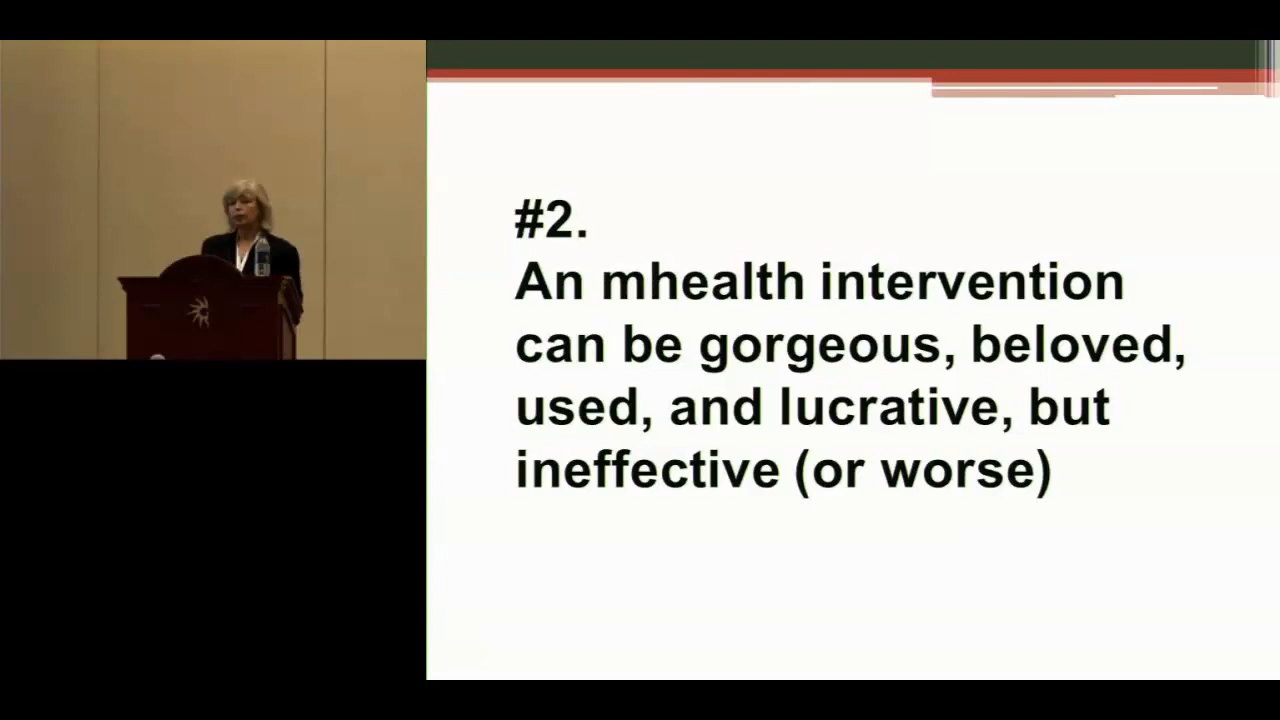 #2.
An mhealth intervention
can be gorgeous, beloved,
used, and lucrative, but
ineffective (or worse)